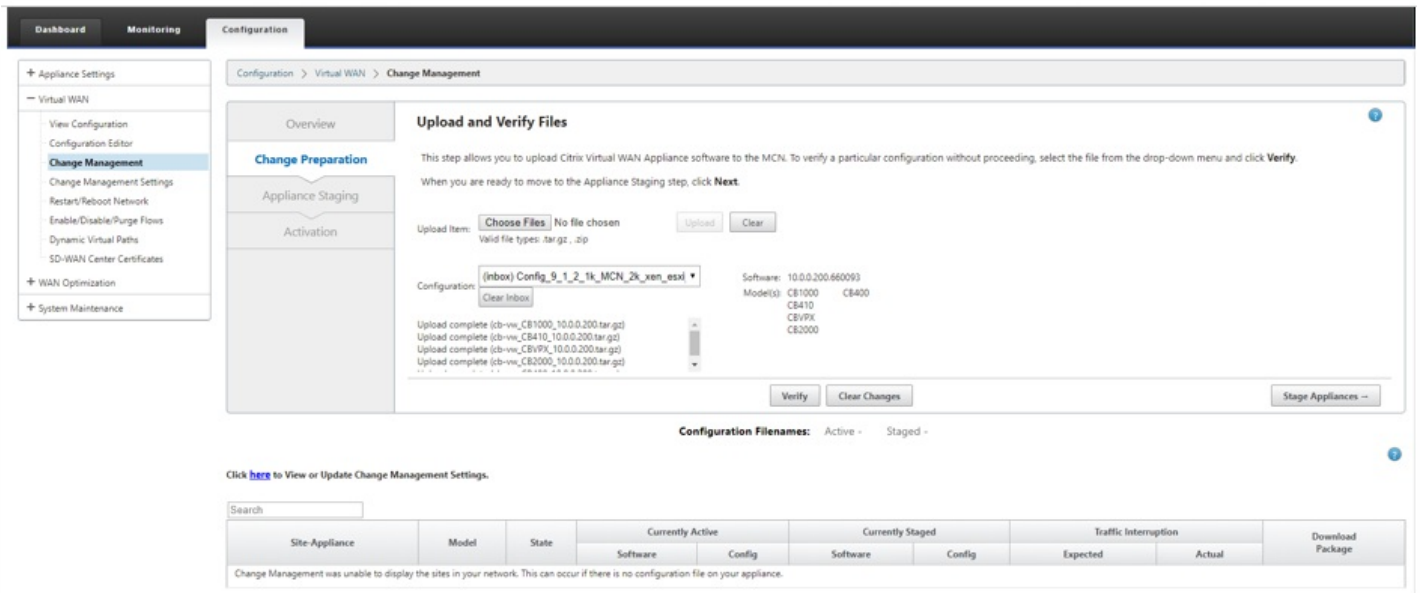 Dashboard Monitoring Configuration
+ Appliance Settings
− Virtual WAN
View Configuration
Configuration Editor
Change Management
Change Management Settings
Restart/Reboot Network
Enable/Disable/Purge Flows
Dynamic Virtual Paths
SD-WAN Center Certificates
+ WAN Optimization
+ System Maintenance
Configuration > Virtual WAN > Change Management
Overview
Change Preparation
Appliance Staging
Activation
Upload and Verify Files
?
This step allows you to upload Citrix Virtual WAN Appliance software to the MCN. To verify a particular configuration without proceeding, select the file from the drop-down menu and click Verify.
When you are ready to move to the Appliance Staging step, click Next.
Upload Item: Choose Files No file chosen Upload Clear
Valid file types: .tar.gz , .zip
Configuration: (inbox) Config_9_1_2_1k_MCN_2k_xen_esxi
Clear Inbox
Software: 10.0.0.200.660093
Model(s): CB1000 CB400
CB410
CBVPX
CB2000
Upload complete (cb-vw_CB1000_10.0.0.200.tar.gz)
Upload complete (cb-vw_CB410_10.0.0.200.tar.gz)
Upload complete (cb-vw_CBVPX_10.0.0.200.tar.gz)
Upload complete (cb-vw_CB2000_10.0.0.200.tar.gz)
Verify Clear Changes Stage Appliances →
Configuration Filenames: Active - Staged -
?
Click here to View or Update Change Management Settings.
Search
Site-Appliance Model State Currently Active Currently Staged Traffic Interruption Download Package
Software Config Software Config Expected Actual
Change Management was unable to display the sites in your network. This can occur if there is no configuration file on your appliance.